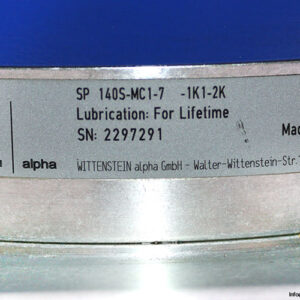 SP 140S-MC1-7 -1K1-2K
Lubrication: For Lifetime
SN: 2297291
Mad
alpha
WITTENSTEIN alpha GmbH - Walter-Wittenstein-Str.